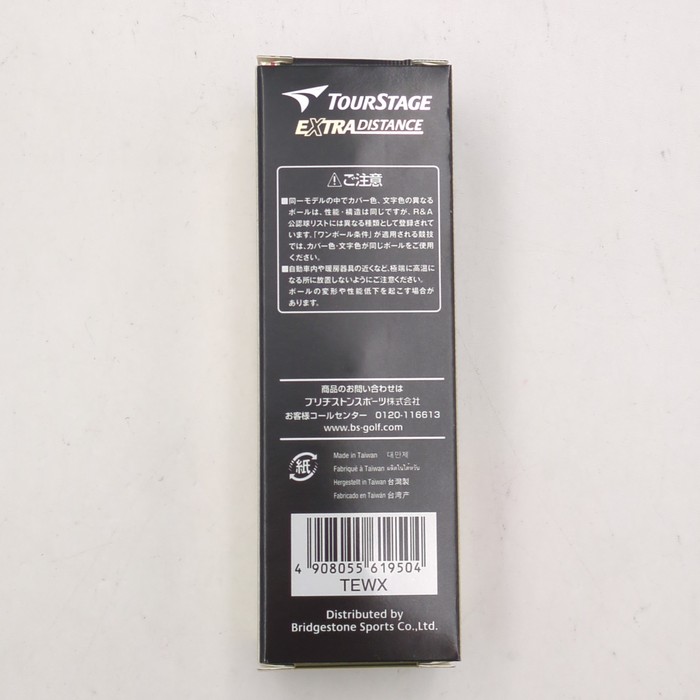 TOURSTAGE
EXTRA DISTANCE
⚠ご注意
■同一モデルの中でカバー色、文字色の異なる
ボールは、性能・構造は同じですが、R&A
公認球リストには異なる種類として登録されて
います。「ワンボール条件」が適用される競技
では、カバー色・文字色が同じボールをご使用
ください。
■自動車内や暖房器具の近くなど、極端に高温に
なる所に放置しないようにご注意ください。
ボールの変形や性能低下を起こす場合が
あります。
商品のお問い合わせは
ブリヂストンスポーツ株式会社
お客様コールセンター 0120-116613
www.bs-golf.com
紙
Made in Taiwan 대만제
Fabriqué à Taiwan ผลิตในไต้หวัน
Hergestellt in Taiwan 台灣製
Fabricado en Taiwán 台湾产
4 908055 619504
TEWX
Distributed by
Bridgestone Sports Co.,Ltd.